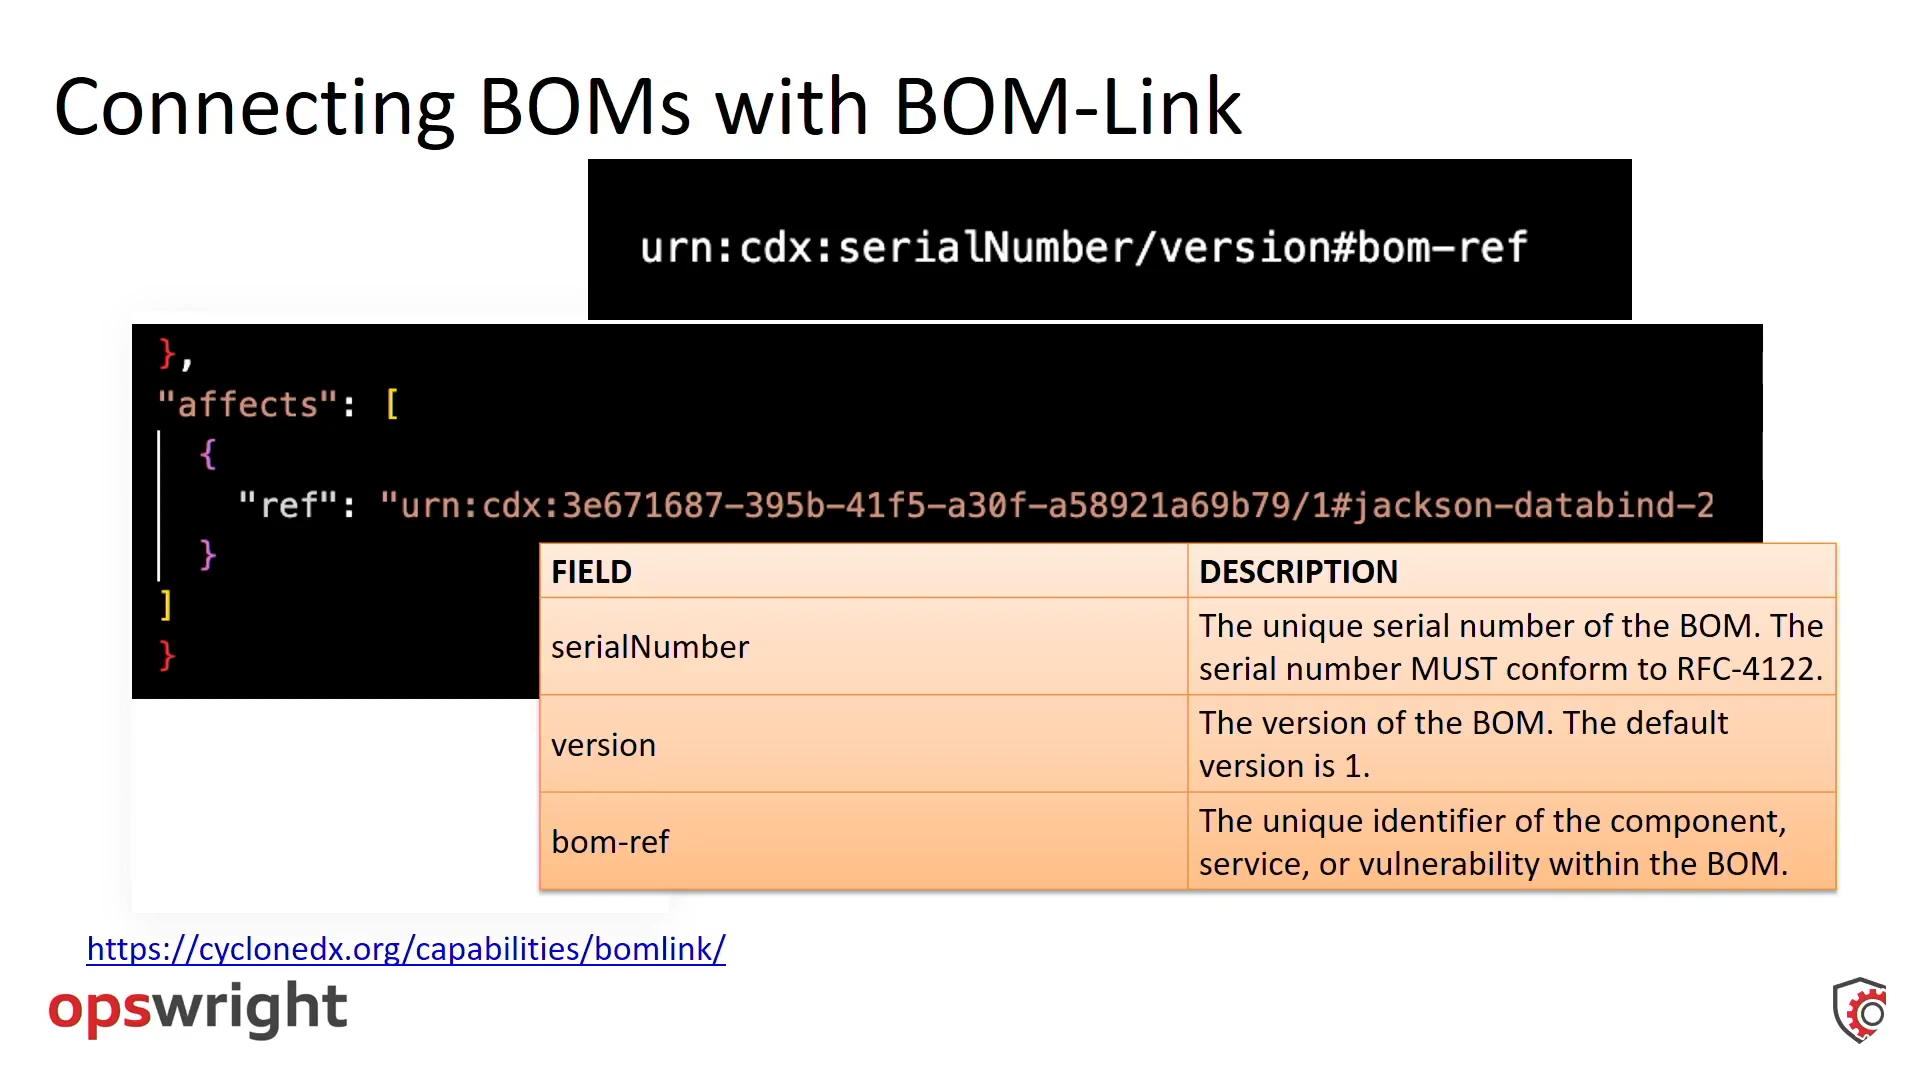 Connecting BOMs with BOM-Link
urn:cdx:serialNumber/version#bom-ref
},
"affects": [
{
"ref": "urn:cdx:3e671687-395b-41f5-a30f-a58921a69b79/1#jackson-databind-2
}
]
}
FIELD DESCRIPTION
serialNumber The unique serial number of the BOM. The
serial number MUST conform to RFC-4122.
version The version of the BOM. The default
version is 1.
bom-ref The unique identifier of the component,
service, or vulnerability within the BOM.
https://cyclonedx.org/capabilities/bomlink/
opswright